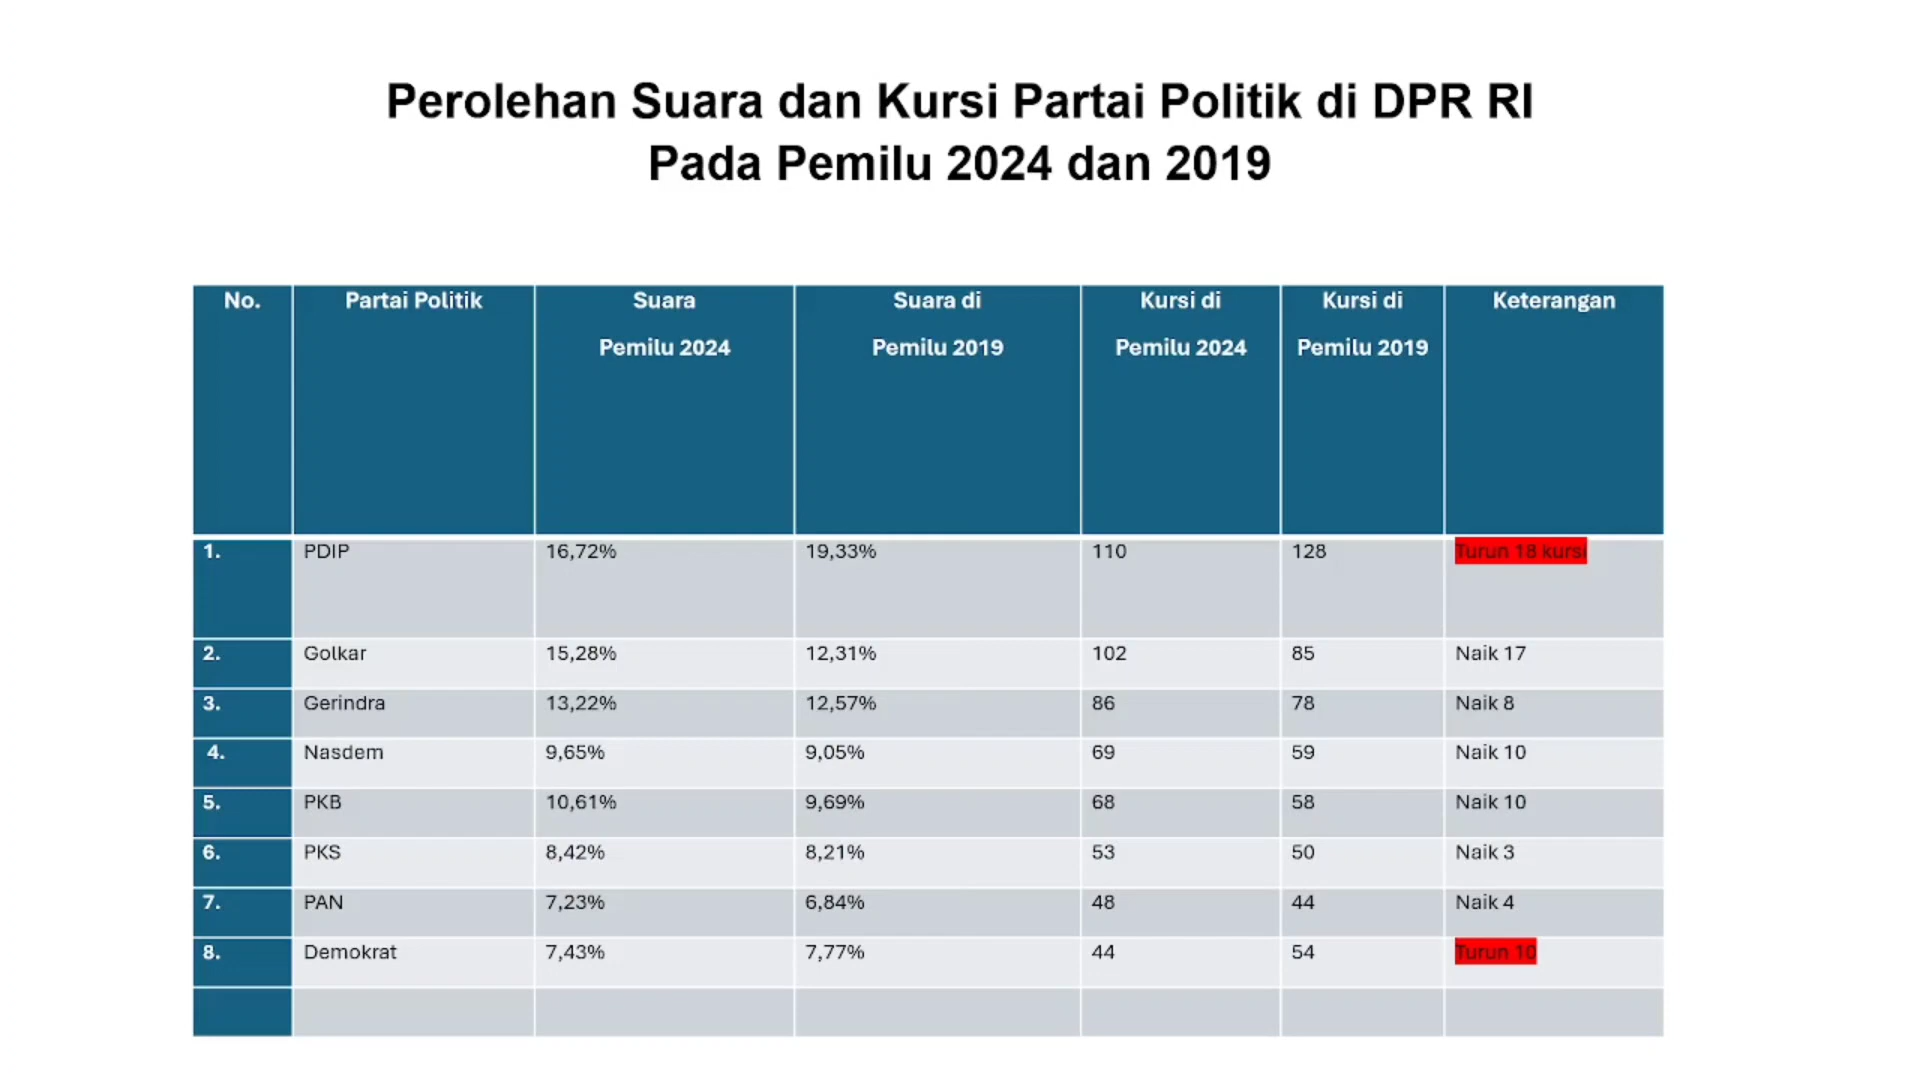 Perolehan Suara dan Kursi Partai Politik di DPR RI
Pada Pemilu 2024 dan 2019
No. Partai Politik Suara Pemilu 2024 Suara di Pemilu 2019 Kursi di Pemilu 2024 Kursi di Pemilu 2019 Keterangan
1. PDIP 16,72% 19,33% 110 128 Turun 18 kursi
2. Golkar 15,28% 12,31% 102 85 Naik 17
3. Gerindra 13,22% 12,57% 86 78 Naik 8
4. Nasdem 9,65% 9,05% 69 59 Naik 10
5. PKB 10,61% 9,69% 68 58 Naik 10
6. PKS 8,42% 8,21% 53 50 Naik 3
7. PAN 7,23% 6,84% 48 44 Naik 4
8. Demokrat 7,43% 7,77% 44 54 Turun 10